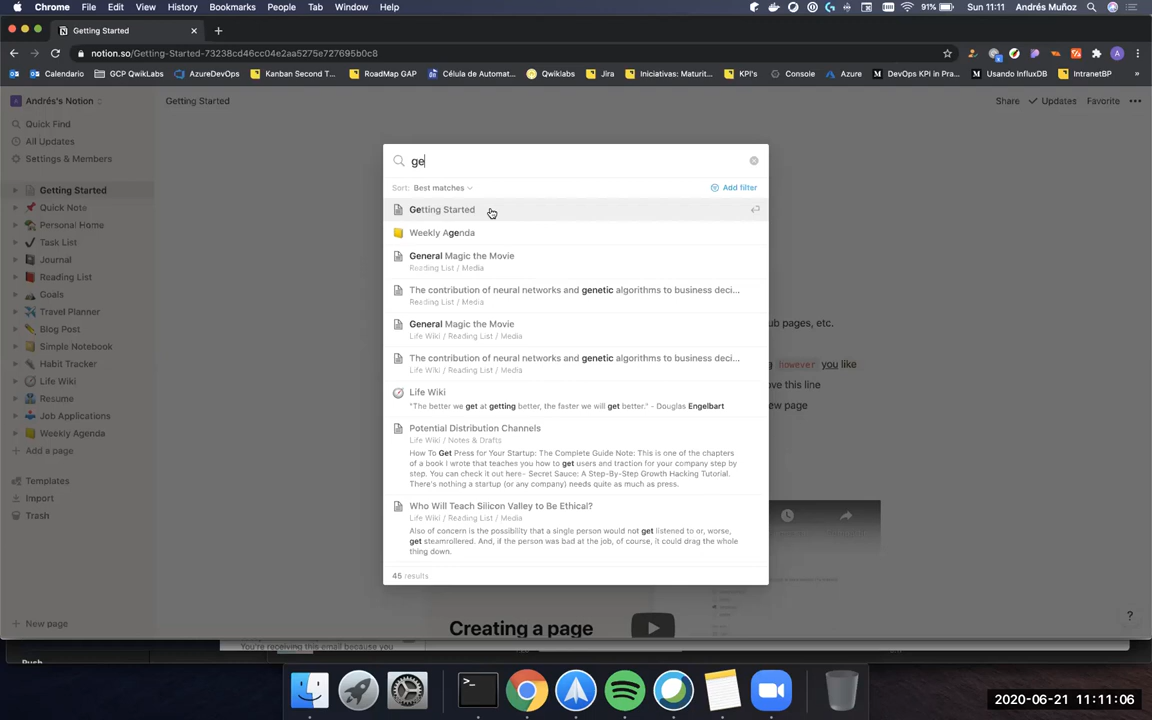 Chrome File Edit View History Bookmarks People Tab Window Help 91% Sun 11:11 Andrés Muñoz
Getting Started
notion.so/Getting-Started-73238cd46cc04e2aa5275e727695b0c8
Calendario GCP QwikLabs AzureDevOps Kanban Second T... RoadMap GAP Célula de Automat... Qwiklabs Jira Iniciativas: Maturit... KPI's Console Azure DevOps KPI in Pra... Usando InfluxDB IntranetBP
Andrés's Notion
Getting Started
Share Updates Favorite
Quick Find
All Updates
Settings & Members
Getting Started
Quick Note
Personal Home
Task List
Journal
Reading List
Goals
Travel Planner
Blog Post
Simple Notebook
Habit Tracker
Life Wiki
Resume
Job Applications
Weekly Agenda
Add a page
Templates
Import
Trash
New page
ge
Sort: Best matches
Add filter
Getting Started
Weekly Agenda
General Magic the Movie
Reading List / Media
The contribution of neural networks and genetic algorithms to business deci...
Reading List / Media
General Magic the Movie
Life Wiki / Reading List / Media
The contribution of neural networks and genetic algorithms to business deci...
Life Wiki / Reading List / Media
Life Wiki
"The better we get at getting better, the faster we will get better." - Douglas Engelbart
Potential Distribution Channels
Life Wiki / Notes & Drafts
How To Get Press for Your Startup: The Complete Guide Note: This is one of the chapters
of a book I wrote that teaches you how to get users and traction for your company step by
step. You can check it out here- Secret Sauce: A Step-By-Step Growth Hacking Tutorial.
There's nothing a startup (or any company) needs quite as much as press.
Who Will Teach Silicon Valley to Be Ethical?
Life Wiki / Reading List / Media
Also of concern is the possibility that a single person would not get listened to or, worse,
get steamrolled. And, if the person was bad at the job, of course, it could drag the whole
thing down.
45 results
ub pages, etc.
however you like
ove this line
ew page
Creating a page
?
Push
You're receiving this email because you
2020-06-21 11:11:06